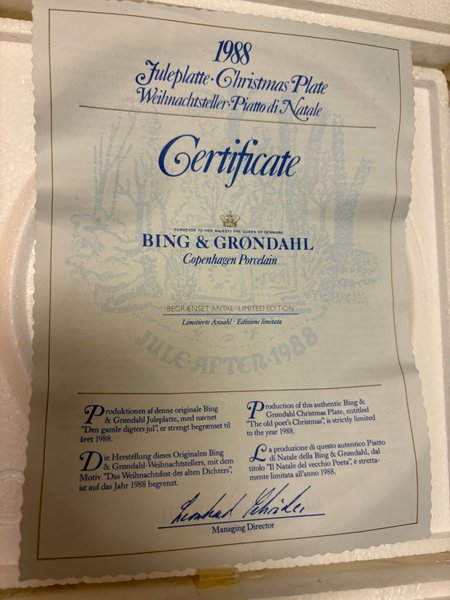 1988
Juleplatte · Christmas Plate
Weihnachtsteller · Piatto di Natale
Certificate
PURVEYOR TO HER MAJESTY THE QUEEN OF DENMARK
BING & GRØNDAHL
Copenhagen Porcelain
BEGRÆNSET ANTAL - LIMITED EDITION
Limitierte Anzahl · Edizione limitata
JULE·AFTEN·1988
Produktionen af denne originale Bing
& Grøndahl Juleplatte, med navnet
"Den gamle digters jul", er strengt begrænset til
året 1988.
Die Herstellung dieses Originalen Bing
& Grøndahl-Weihnachtstellers, mit dem
Motiv "Das Weihnachtsfest des alten Dichters",
ist auf das Jahr 1988 begrenzt.
Production of this authentic Bing &
Grøndahl Christmas Plate, entitled
"The old poet's Christmas", is strictly limited
to the year 1988.
La produzione di questo autentico Piatto
di Natale della Bing & Grøndahl, dal
titolo "Il Natale del vecchio Poeta", è stretta-
mente limitata all'anno 1988.
Managing Director